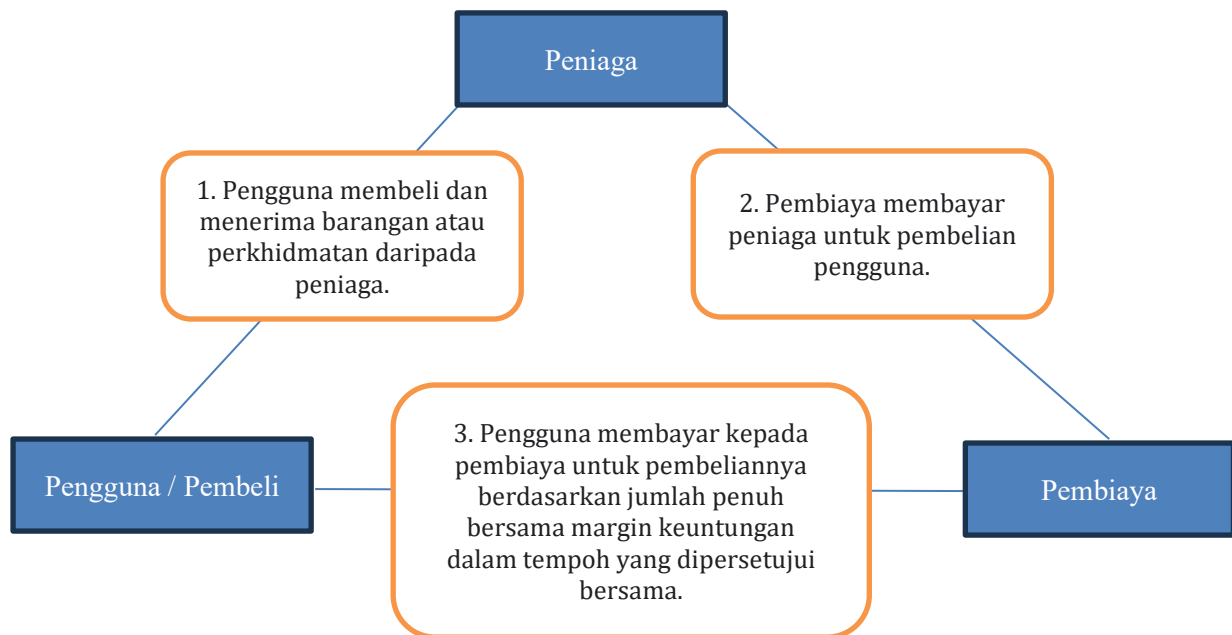 Peniaga
1. Pengguna membeli dan
menerima barangan atau
perkhidmatan daripada
peniaga.
2. Pembiaya membayar
peniaga untuk pembelian
pengguna.
Pengguna / Pembeli
3. Pengguna membayar kepada
pembiaya untuk pembeliannya
berdasarkan jumlah penuh
bersama margin keuntungan
dalam tempoh yang dipersetujui
bersama.
Pembiaya